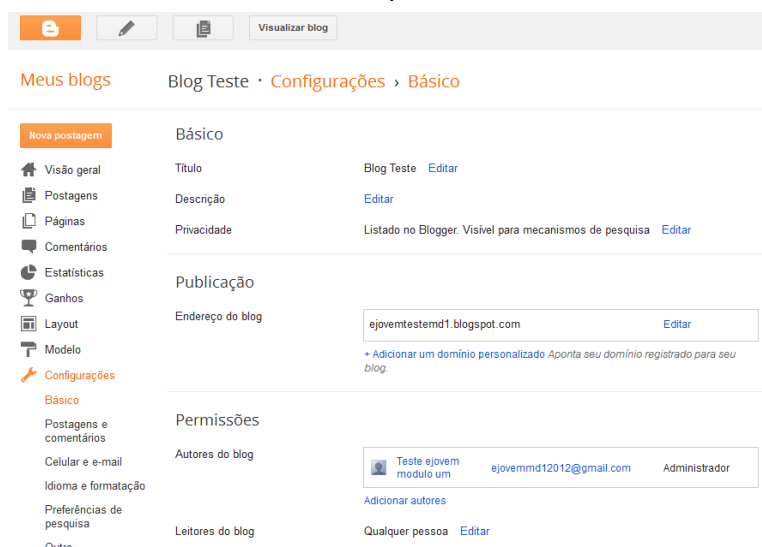 Visualizar blog
Meus blogs
Blog Teste · Configurações › Básico
Nova postagem
Visão geral
Postagens
Páginas
Comentários
Estatísticas
Ganhos
Layout
Modelo
Configurações
Básico
Postagens e
comentários
Celular e e-mail
Idioma e formatação
Preferências de
pesquisa
Outro
Básico
Título Blog Teste Editar
Descrição Editar
Privacidade Listado no Blogger. Visível para mecanismos de pesquisa Editar
Publicação
Endereço do blog ejovemtestemd1.blogspot.com Editar
+ Adicionar um domínio personalizado Aponta seu domínio registrado para seu
blog.
Permissões
Autores do blog Teste ejovem
modulo um ejovemmd12012@gmail.com Administrador
Adicionar autores
Leitores do blog Qualquer pessoa Editar